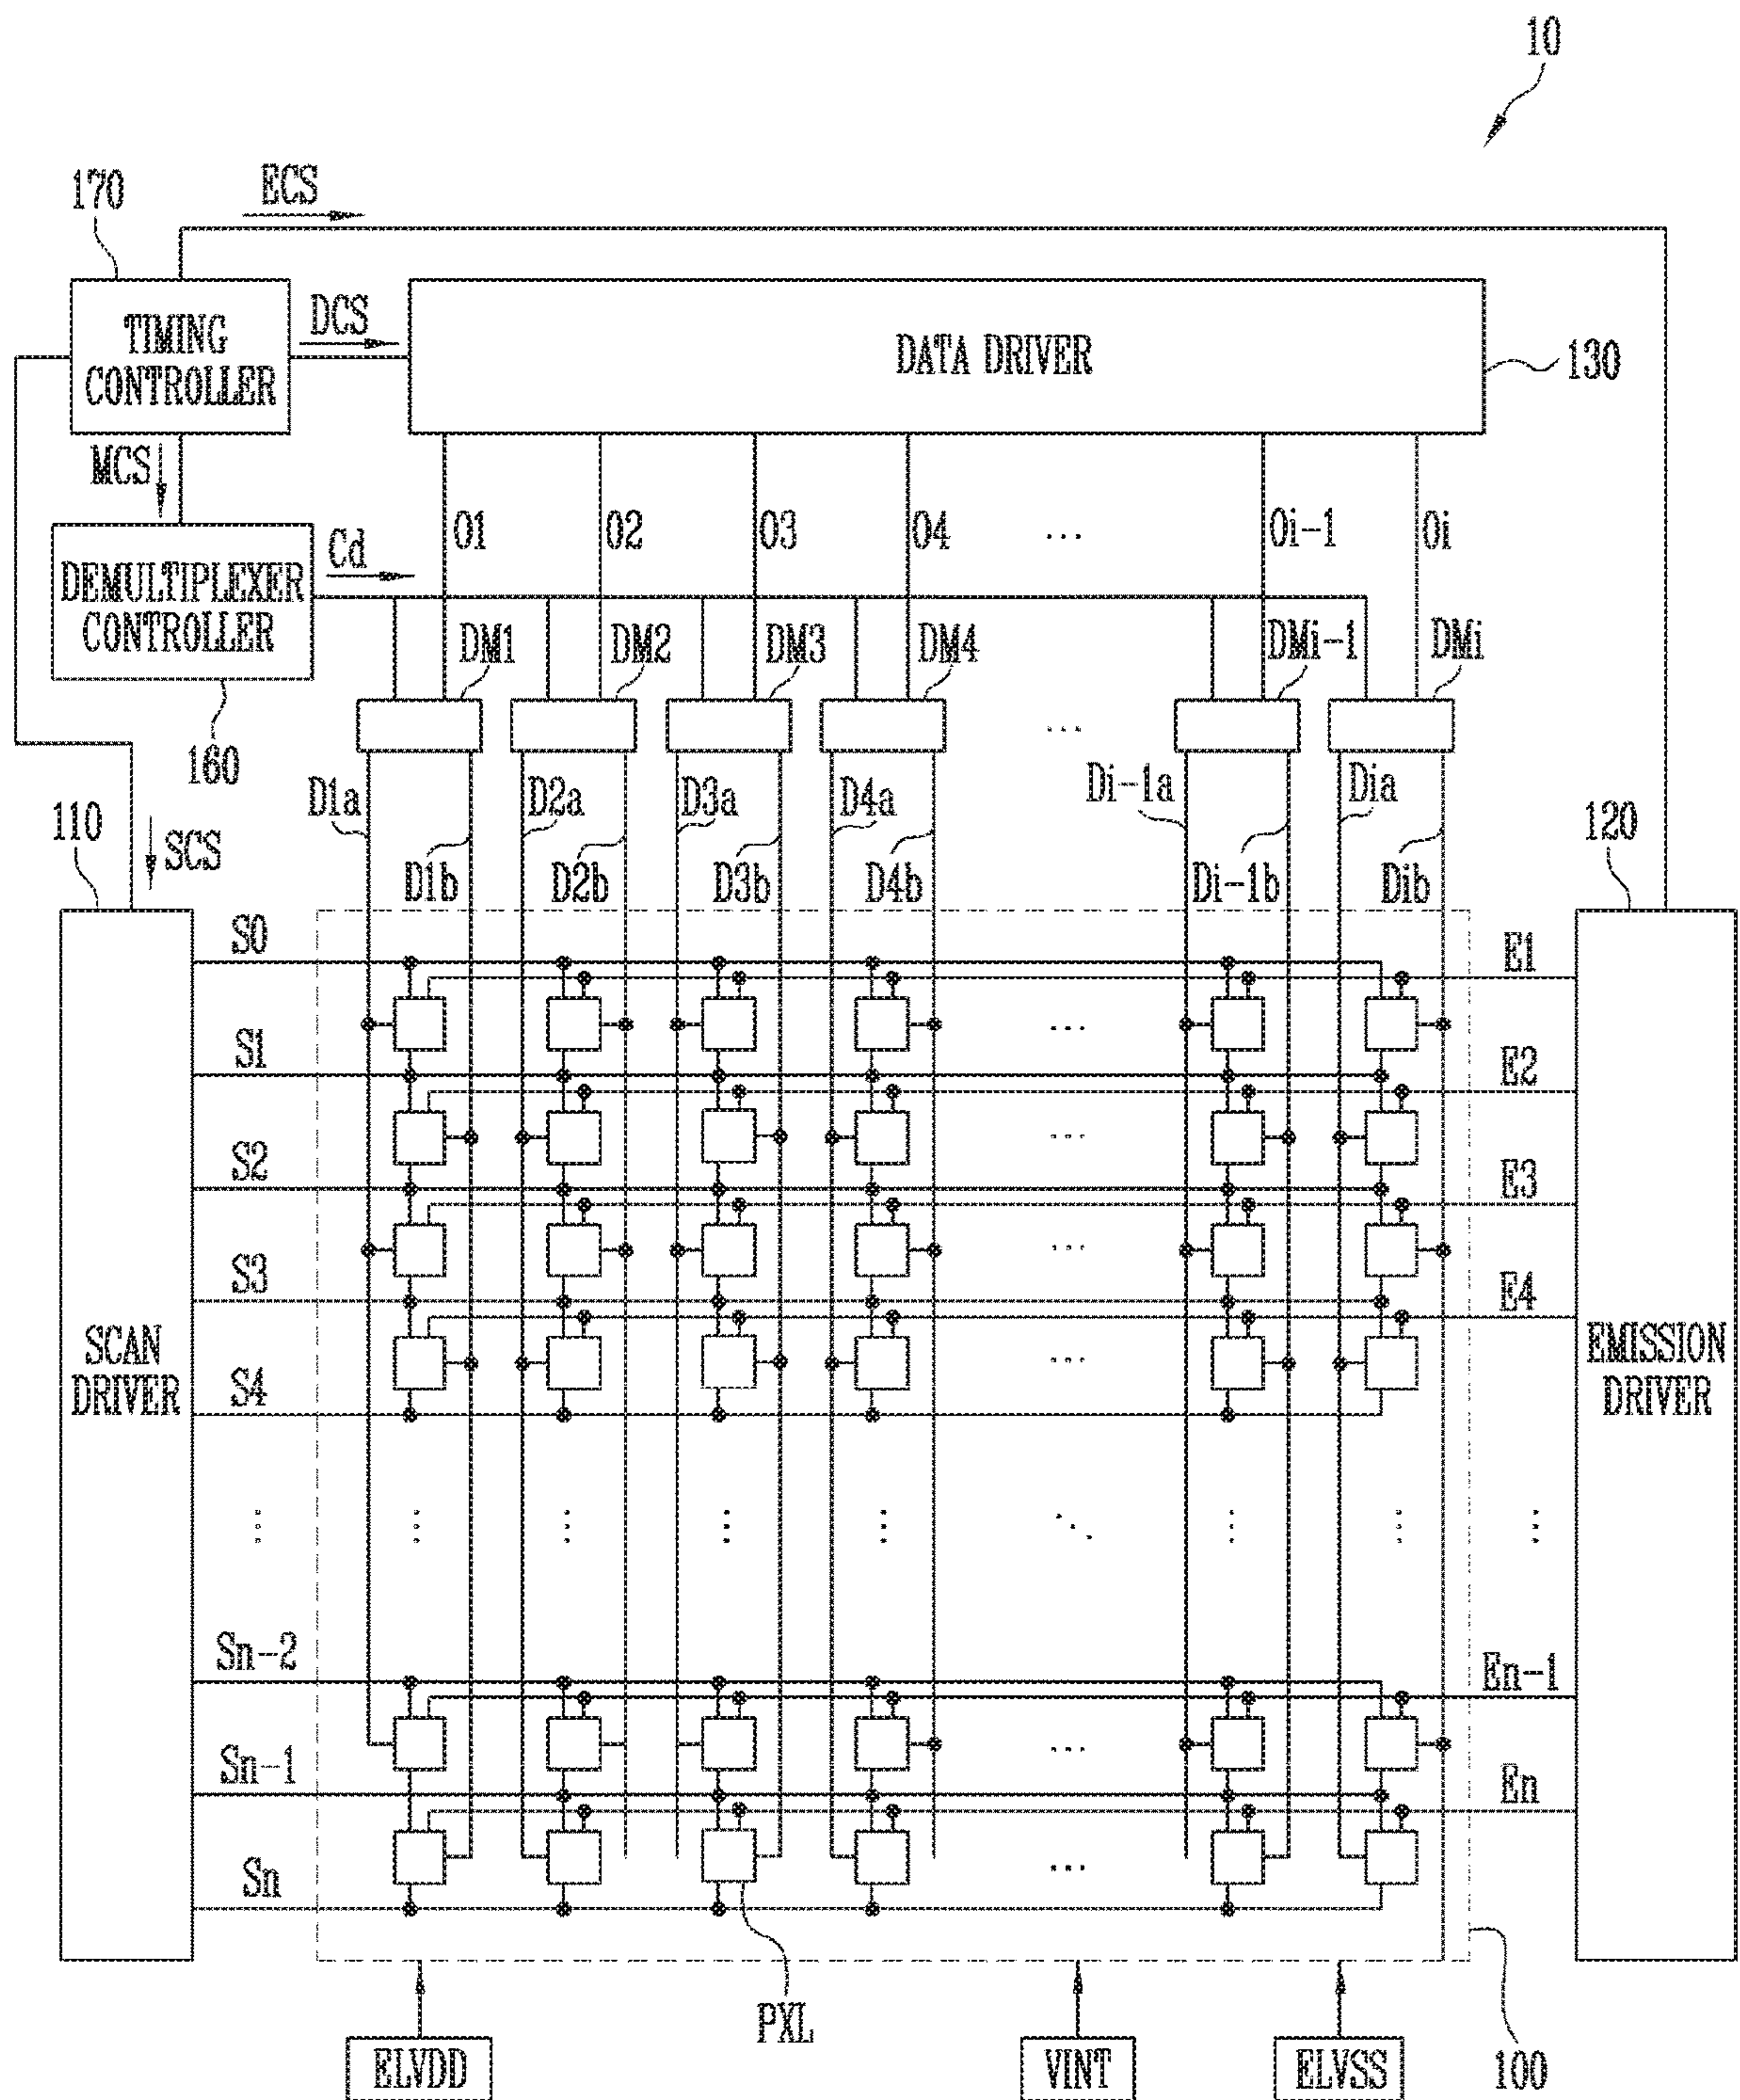 10
170
ECS
TIMING
CONTROLLER
DCS
DATA DRIVER
130
MCS
O1
O2
O3
O4
...
Oi-1
Oi
Cd
DEMULTIPLEXER
CONTROLLER
160
DM1
DM2
DM3
DM4
DMi-1
DMi
...
D1a
D2a
D3a
D4a
Di-1a
Dia
D1b
D2b
D3b
D4b
Di-1b
Dib
110
SCS
120
S0
E1
S1
...
E2
S2
...
E3
S3
...
E4
SCAN
DRIVER
S4
...
EMISSION
DRIVER
Sn-2
En-1
Sn-1
...
En
Sn
...
PXL
ELVDD
VINT
ELVSS
100